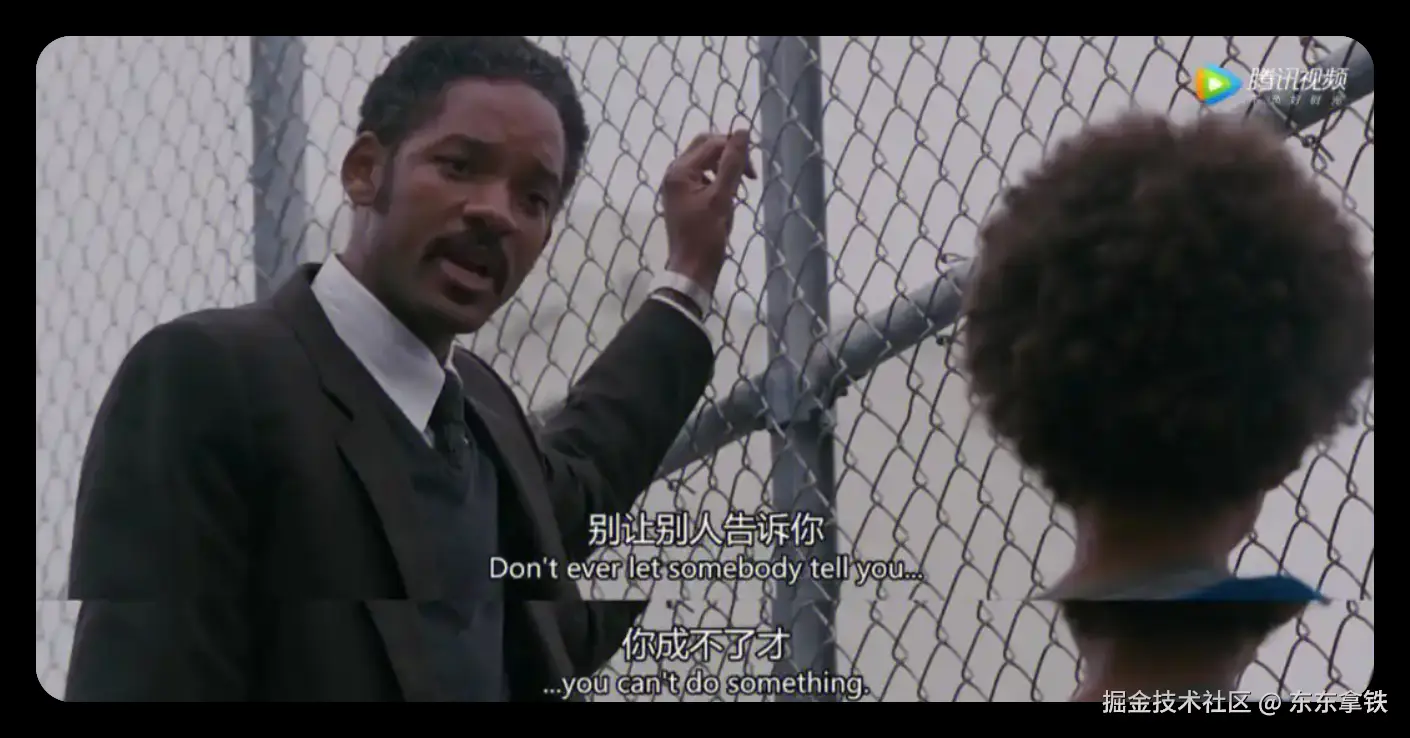 腾讯视频
别让别人告诉你
Don't ever let somebody tell you...
你成不了才
...you can't do something.
掘金技术社区 @ 东东拿铁